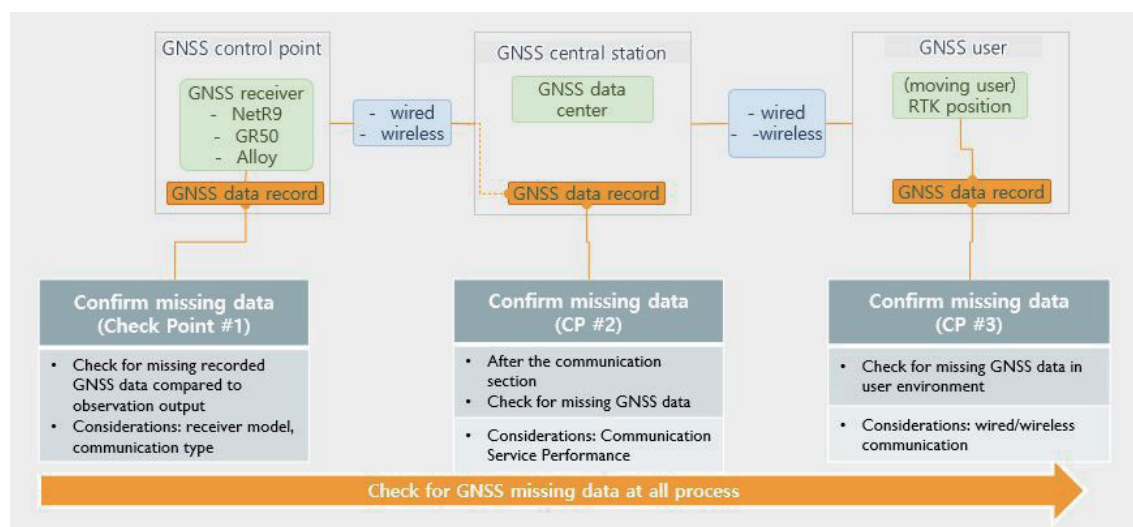 GNSS control point
GNSS receiver
- NetR9
- GR50
- Alloy
GNSS data record
- wired
- wireless
GNSS central station
GNSS data
center
GNSS data record
- wired
- -wireless
GNSS user
(moving user)
RTK position
GNSS data record
Confirm missing data
(Check Point #1)
• Check for missing recorded
GNSS data compared to
observation output
• Considerations: receiver model,
communication type
Confirm missing data
(CP #2)
• After the communication
section
• Check for missing GNSS data
• Considerations: Communication
Service Performance
Confirm missing data
(CP #3)
• Check for missing GNSS data in
user environment
• Considerations: wired/wireless
communication
Check for GNSS missing data at all process